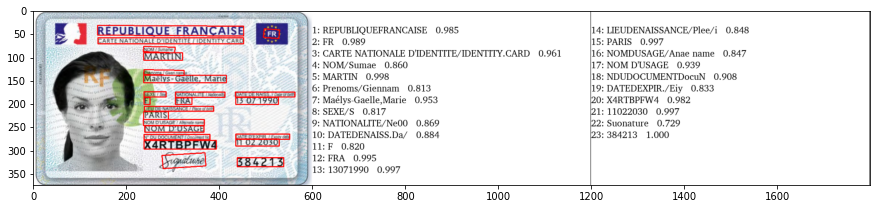 RÉPUBLIQUE FRANÇAISE
FR
CARTE NATIONALE D'IDENTITÉ / IDENTITY CARD
MARTIN
Maëlys-Gaëlle, Marie
F FRA 13 07 1990
PARIS
NOM D'USAGE
X4RTBPFW4 11 02 2030
Signature 384213
RF
1: REPUBLIQUEFRANCAISE 0.985
2: FR 0.989
3: CARTE NATIONALE D'IDENTITE/IDENTITY.CARD 0.961
4: NOM/Sumae 0.860
5: MARTIN 0.998
6: Prenoms/Giennam 0.813
7: Maélys-Gaelle,Marie 0.953
8: SEXE/S 0.817
9: NATIONALITE/Ne00 0.869
10: DATEDENAISS.Da/ 0.884
11: F 0.820
12: FRA 0.995
13: 13071990 0.997
14: LIEUDENAISSANCE/Plee/i 0.848
15: PARIS 0.997
16: NOMDUSAGE/Anae name 0.847
17: NOM D'USAGE 0.939
18: NDUDOCUMENTDocuN 0.908
19: DATEDEXPIR./Eiy 0.833
20: X4RTBPFW4 0.982
21: 11022030 0.997
22: Suonature 0.729
23: 384213 1.000
0
50
100
150
200
250
300
350
0 200 400 600 800 1000 1200 1400 1600